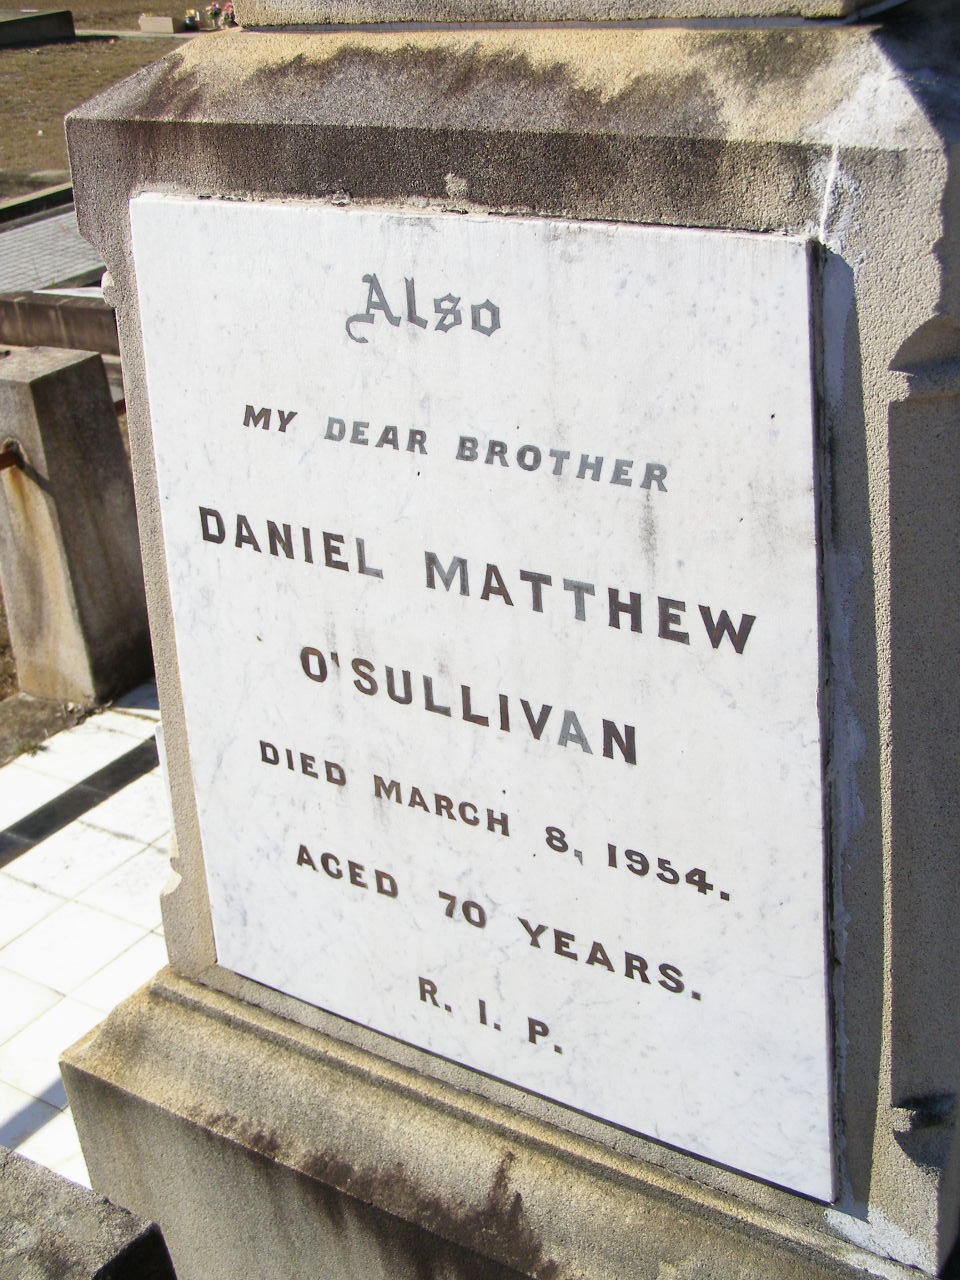 Also
MY DEAR BROTHER
DANIEL MATTHEW
O'SULLIVAN
DIED MARCH 8, 1954.
AGED 70 YEARS.
R. I. P.